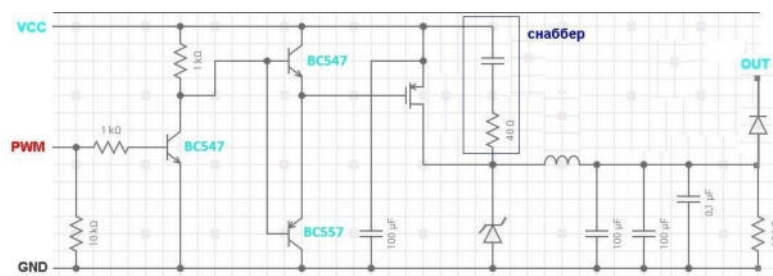 VCC
снаббер
1 kΩ
BC547
OUT
40 Ω
1 kΩ
PWM
BC547
10 kΩ
BC557
100 µF
100 µF
100 µF
0,1 µF
GND